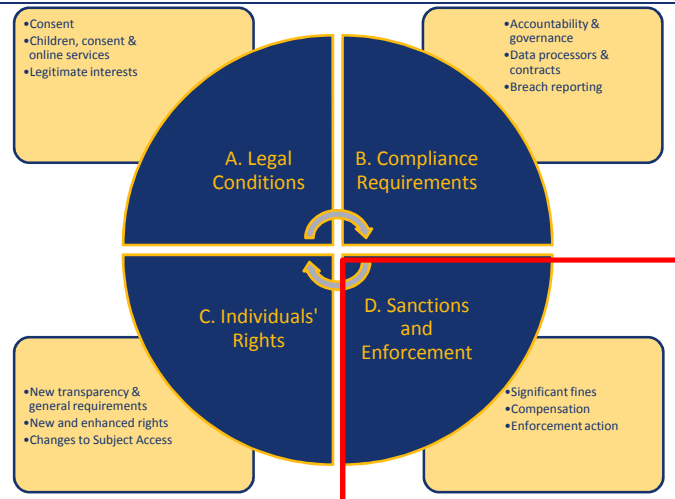 •Consent
•Children, consent &
online services
•Legitimate interests
•Accountability &
governance
•Data processors &
contracts
•Breach reporting
A. Legal
Conditions
B. Compliance
Requirements
C. Individuals'
Rights
D. Sanctions
and
Enforcement
•New transparency &
general requirements
•New and enhanced rights
•Changes to Subject Access
•Significant fines
•Compensation
•Enforcement action